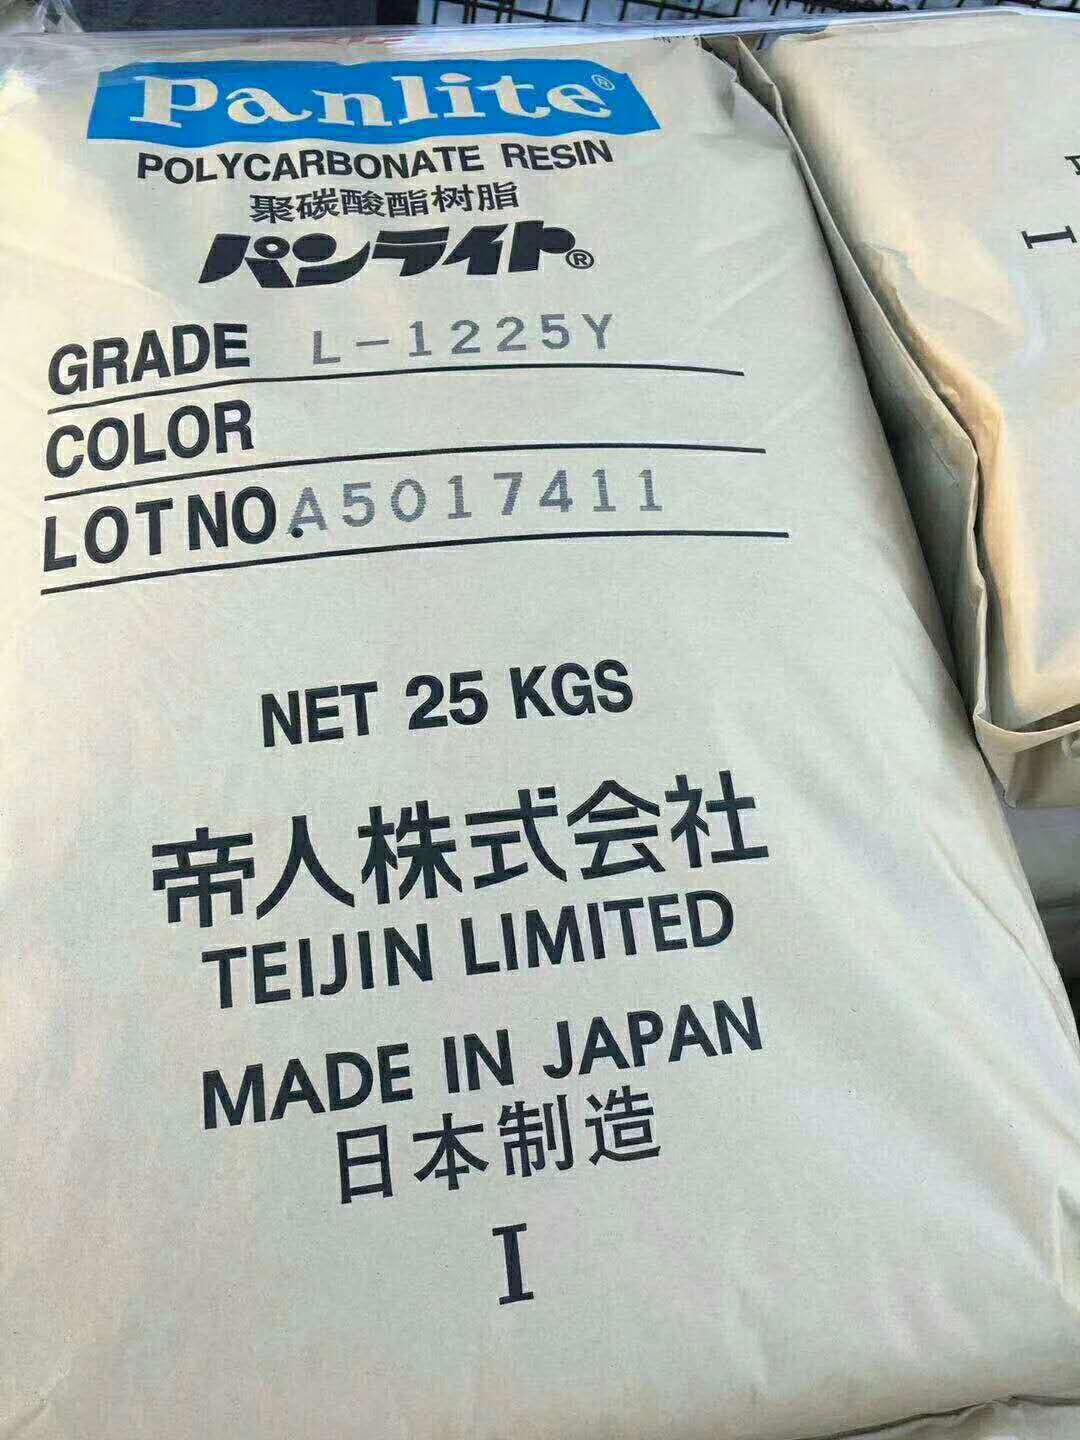 Panlite®
POLYCARBONATE RESIN
聚碳酸酯树脂
パンライト®
GRADE L-1225Y
COLOR
LOT NO. A5017411
NET 25 KGS
帝人株式会社
TEIJIN LIMITED
MADE IN JAPAN
日本制造
I
I